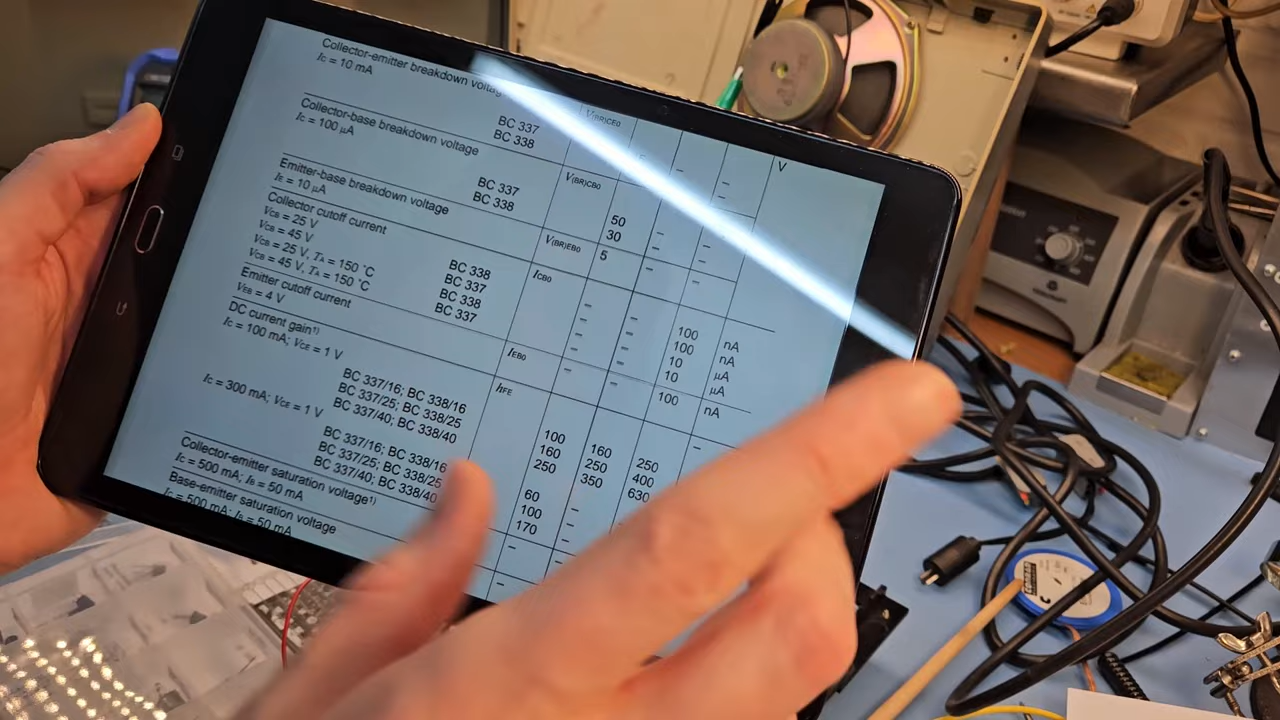 Collector-emitter breakdown voltage
IC = 10 mA
BC 337
BC 338
V(BR)CE0
V
Collector-base breakdown voltage
IC = 100 µA
BC 337
BC 338
V(BR)CB0
50 – –
30 – –
Emitter-base breakdown voltage
IE = 10 µA
V(BR)EB0 5 – –
Collector cutoff current
ICB0
VCB = 25 V BC 338 – – 100 nA
VCB = 45 V BC 337 – – 100 nA
VCB = 25 V, TA = 150 °C BC 338 – – 10 µA
VCB = 45 V, TA = 150 °C BC 337 – – 10 µA
Emitter cutoff current
VEB = 4 V
IEB0 – – 100 nA
DC current gain¹)
hFE –
IC = 100 mA; VCE = 1 V
BC 337/16; BC 338/16 100 160 250
BC 337/25; BC 338/25 160 250 400
BC 337/40; BC 338/40 250 350 630
IC = 300 mA; VCE = 1 V
BC 337/16; BC 338/16 60 –
BC 337/25; BC 338/25 100 –
BC 337/40; BC 338/40 170 –
Collector-emitter saturation voltage¹)
IC = 500 mA; IB = 50 mA
–
Base-emitter saturation voltage
IC = 500 mA; IB = 50 mA
–